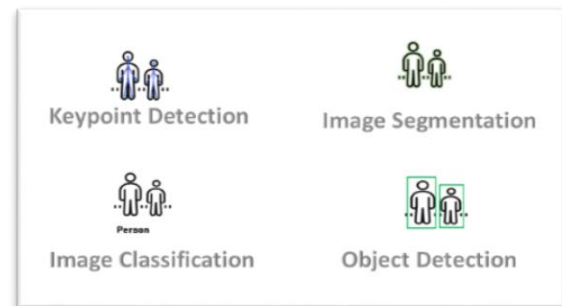 Keypoint Detection
Image Segmentation
Person
Image Classification
Object Detection